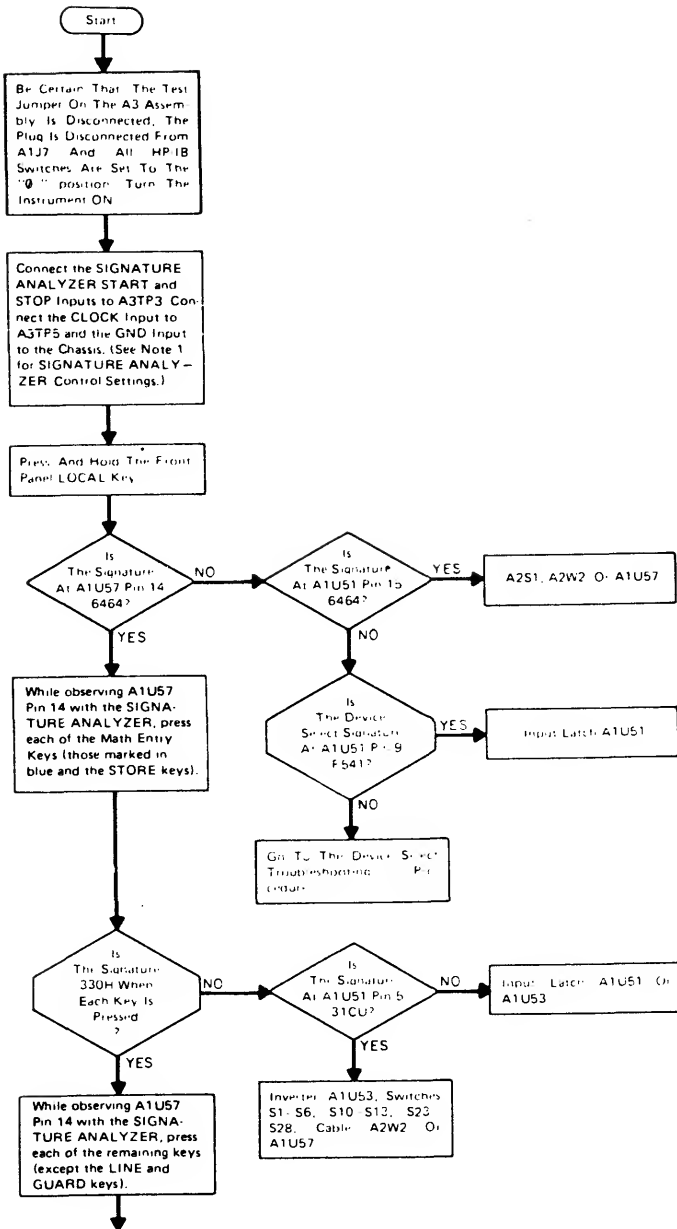 Start
Be Certain That The Test
Jumper On The A3 Assem-
bly Is Disconnected, The
Plug Is Disconnected From
A1J7 And All HP-IB
Switches Are Set To The
"0" position. Turn The
Instrument ON
Connect the SIGNATURE
ANALYZER START and
STOP Inputs to A3TP3 Con-
nect the CLOCK Input to
A3TP5 and the GND Input
to the Chassis. (See Note 1
for SIGNATURE ANALY-
ZER Control Settings.)
Press And Hold The Front
Panel LOCAL Key
Is
The Signature
At A1U57 Pin 14
6464?
NO
Is
The Signature
At A1U51 Pin 15
6464?
YES
A2S1, A2W2 Or A1U57
YES
NO
While observing A1U57
Pin 14 with the SIGNA-
TURE ANALYZER, press
each of the Math Entry
Keys (those marked in
blue and the STORE keys).
Is
The Device
Select Signature
At A1U51 Pin 9
F541?
YES
Input Latch A1U51
NO
Go To The Device Select
Troubleshooting Pro-
cedure
Is
The Signature
330H When
Each Key Is
Pressed
?
NO
Is
The Signature
At A1U51 Pin 5
31CU?
NO
Input Latch A1U51 Or
A1U53
YES
YES
Inverter A1U53, Switches
S1-S6, S10-S13, S23
S28, Cable A2W2 Or
A1U57
While observing A1U57
Pin 14 with the SIGNA-
TURE ANALYZER, press
each of the remaining keys
(except the LINE and
GUARD keys).